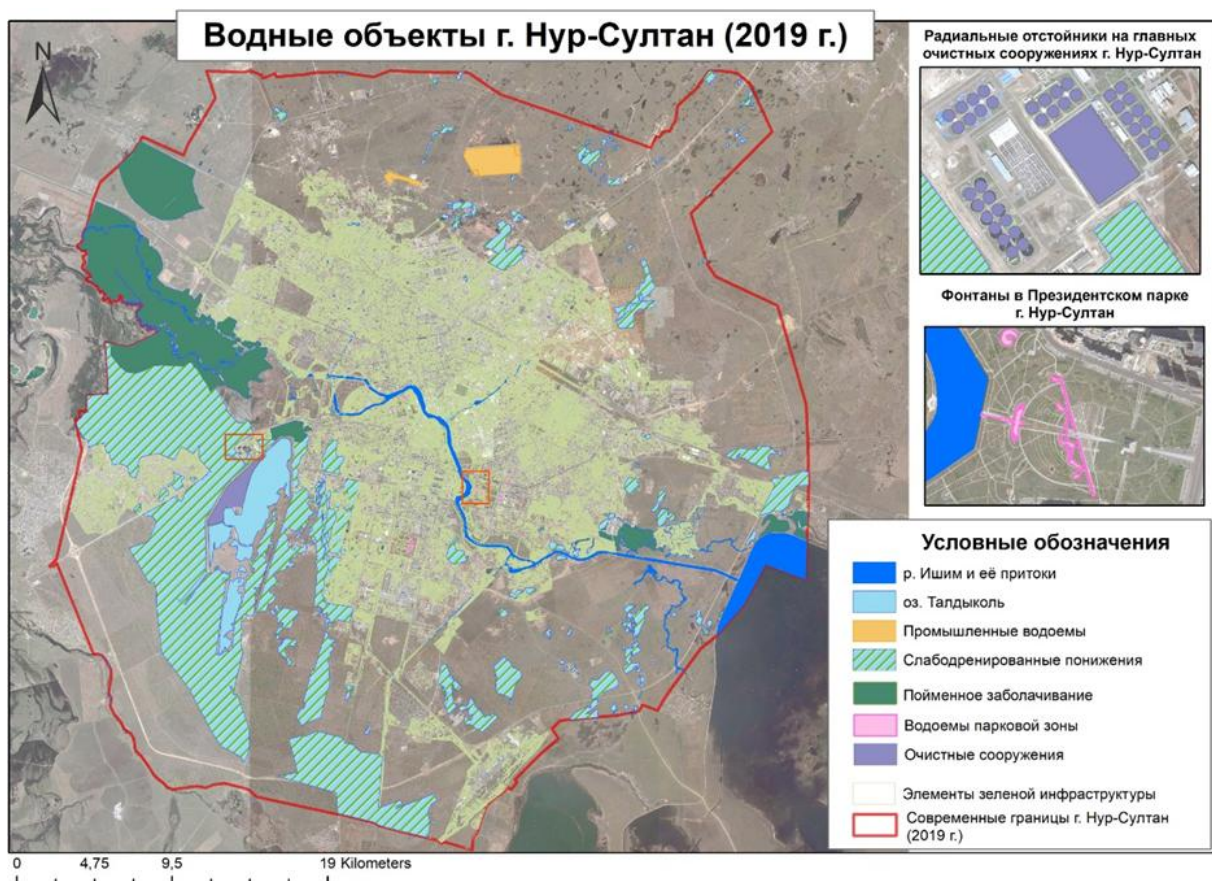 Водные объекты г. Нур-Султан (2019 г.)
N
Радиальные отстойники на главных
очистных сооружениях г. Нур-Султан
Фонтаны в Президентском парке
г. Нур-Султан
Условные обозначения
р. Ишим и её притоки
оз. Талдыколь
Промышленные водоемы
Слабодренированные понижения
Пойменное заболачивание
Водоемы парковой зоны
Очистные сооружения
Элементы зеленой инфраструктуры
Современные границы г. Нур-Султан
(2019 г.)
0 4,75 9,5 19 Kilometers